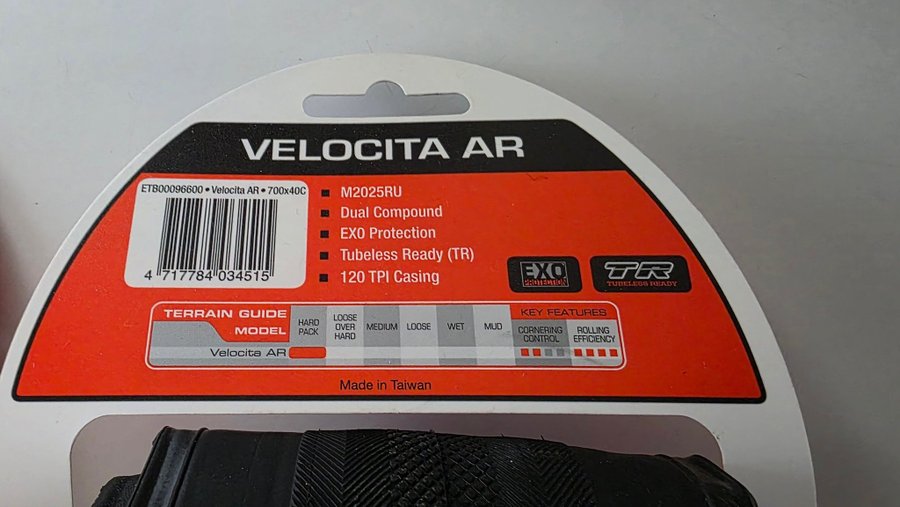 VELOCITA AR
ETB00096600 • Velocita AR • 700x40C
4 717784 034515
M2025RU
Dual Compound
EXO Protection
Tubeless Ready (TR)
120 TPI Casing
EXO
PROTECTION
TR
TUBELESS READY
TERRAIN GUIDE
MODEL
HARD
PACK
LOOSE
OVER
HARD
MEDIUM
LOOSE
WET
MUD
KEY FEATURES
CORNERING
CONTROL
ROLLING
EFFICIENCY
Velocita AR
Made in Taiwan